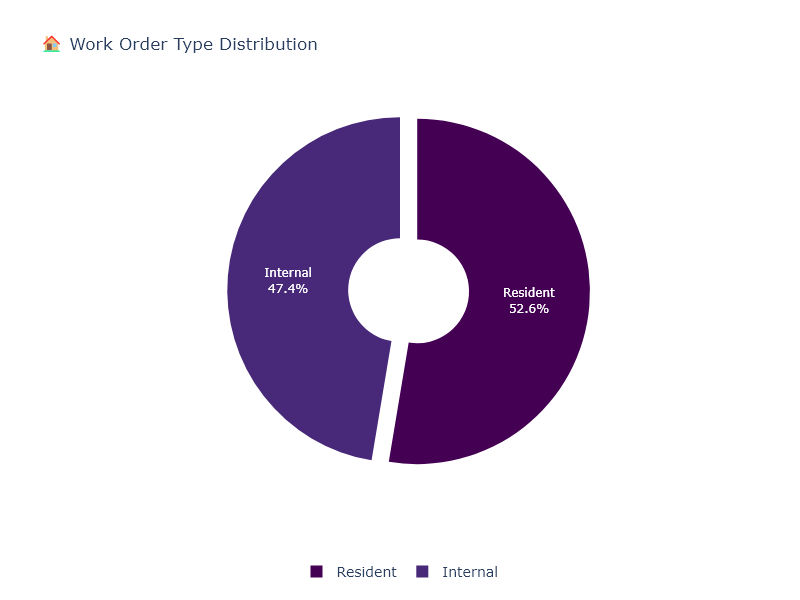 🏠 Work Order Type Distribution
Internal
47.4%
Resident
52.6%
Resident
Internal